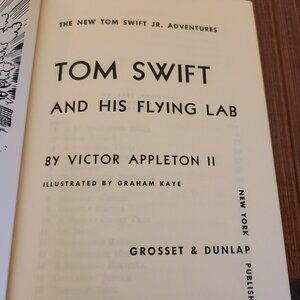 THE NEW TOM SWIFT JR. ADVENTURES
TOM SWIFT
AND HIS FLYING LAB
BY VICTOR APPLETON II
ILLUSTRATED BY GRAHAM KAYE
GROSSET & DUNLAP
NEW YORK